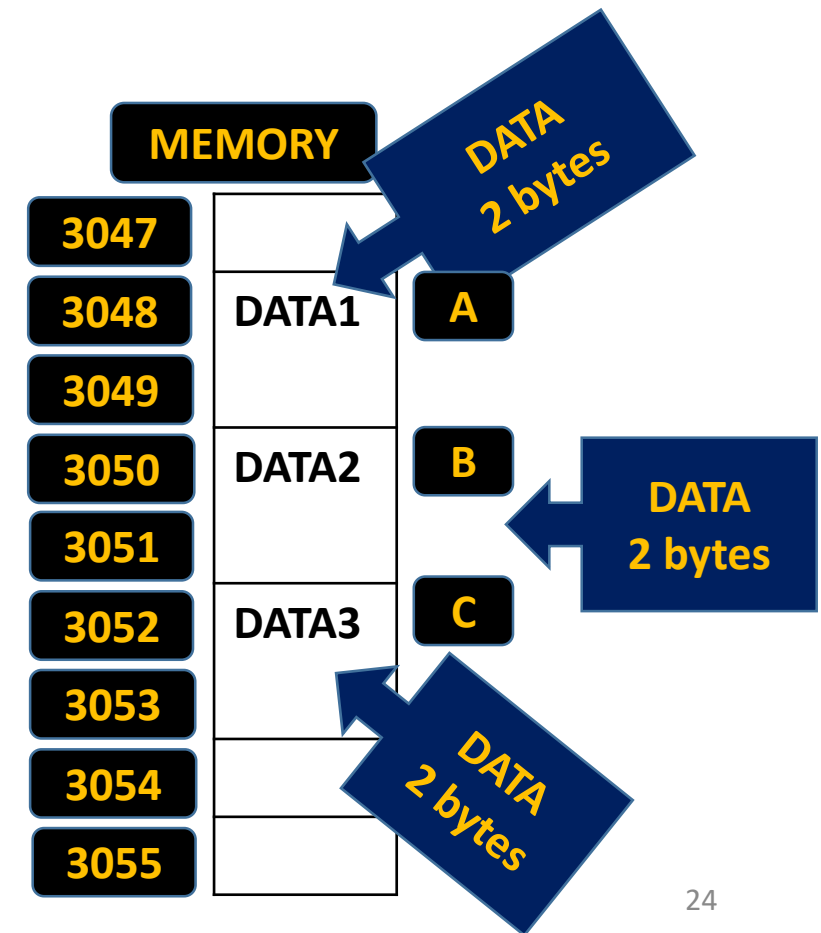 MEMORY
DATA
2 bytes
3047
3048
DATA1
A
3049
3050
DATA2
B
DATA
2 bytes
3051
3052
DATA3
C
3053
3054
DATA
2 bytes
3055
24